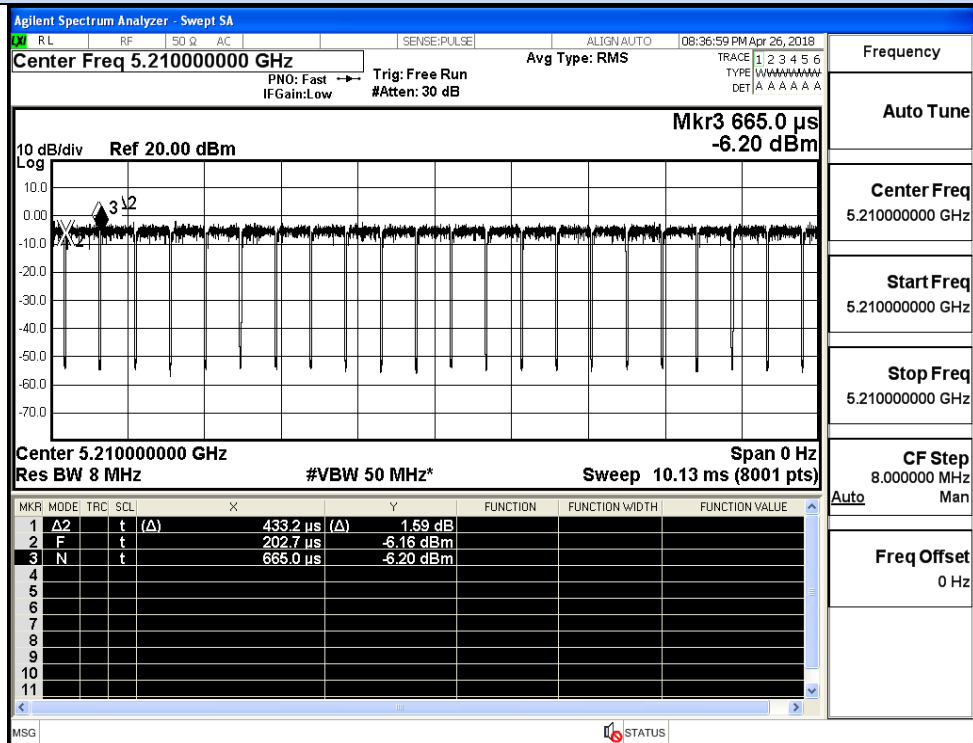 Agilent Spectrum Analyzer - Swept SA
LXI RL RF 50 Ω AC SENSE:PULSE ALIGN AUTO 08:36:59 PM Apr 26, 2018
Center Freq 5.210000000 GHz Avg Type: RMS TRACE 1 2 3 4 5 6
PNO: Fast Trig: Free Run TYPE WWWWWW
IFGain:Low #Atten: 30 dB DET A A A A A A
Mkr3 665.0 µs
10 dB/div Ref 20.00 dBm -6.20 dBm
Log
10.0
3 1Δ2
0.00
2
-10.0
-20.0
-30.0
-40.0
-50.0
-60.0
-70.0
Center 5.210000000 GHz Span 0 Hz
Res BW 8 MHz #VBW 50 MHz* Sweep 10.13 ms (8001 pts)
MKR MODE TRC SCL X Y FUNCTION FUNCTION WIDTH FUNCTION VALUE
1 Δ2 t (Δ) 433.2 µs (Δ) 1.59 dB
2 F t 202.7 µs -6.16 dBm
3 N t 665.0 µs -6.20 dBm
4
5
6
7
8
9
10
11
MSG STATUS
Frequency
Auto Tune
Center Freq
5.210000000 GHz
Start Freq
5.210000000 GHz
Stop Freq
5.210000000 GHz
CF Step
8.000000 MHz
Auto Man
Freq Offset
0 Hz